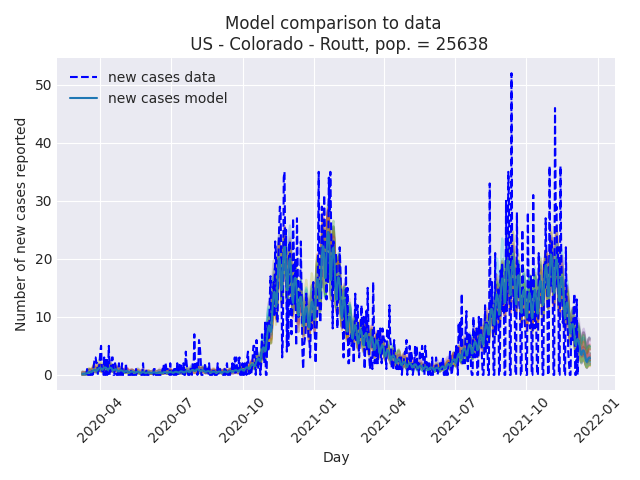 Model comparison to data
US - Colorado - Routt, pop. = 25638
new cases data
new cases model
Number of new cases reported
50
40
30
20
10
0
2020-04
2020-07
2020-10
2021-01
2021-04
2021-07
2021-10
2022-01
Day